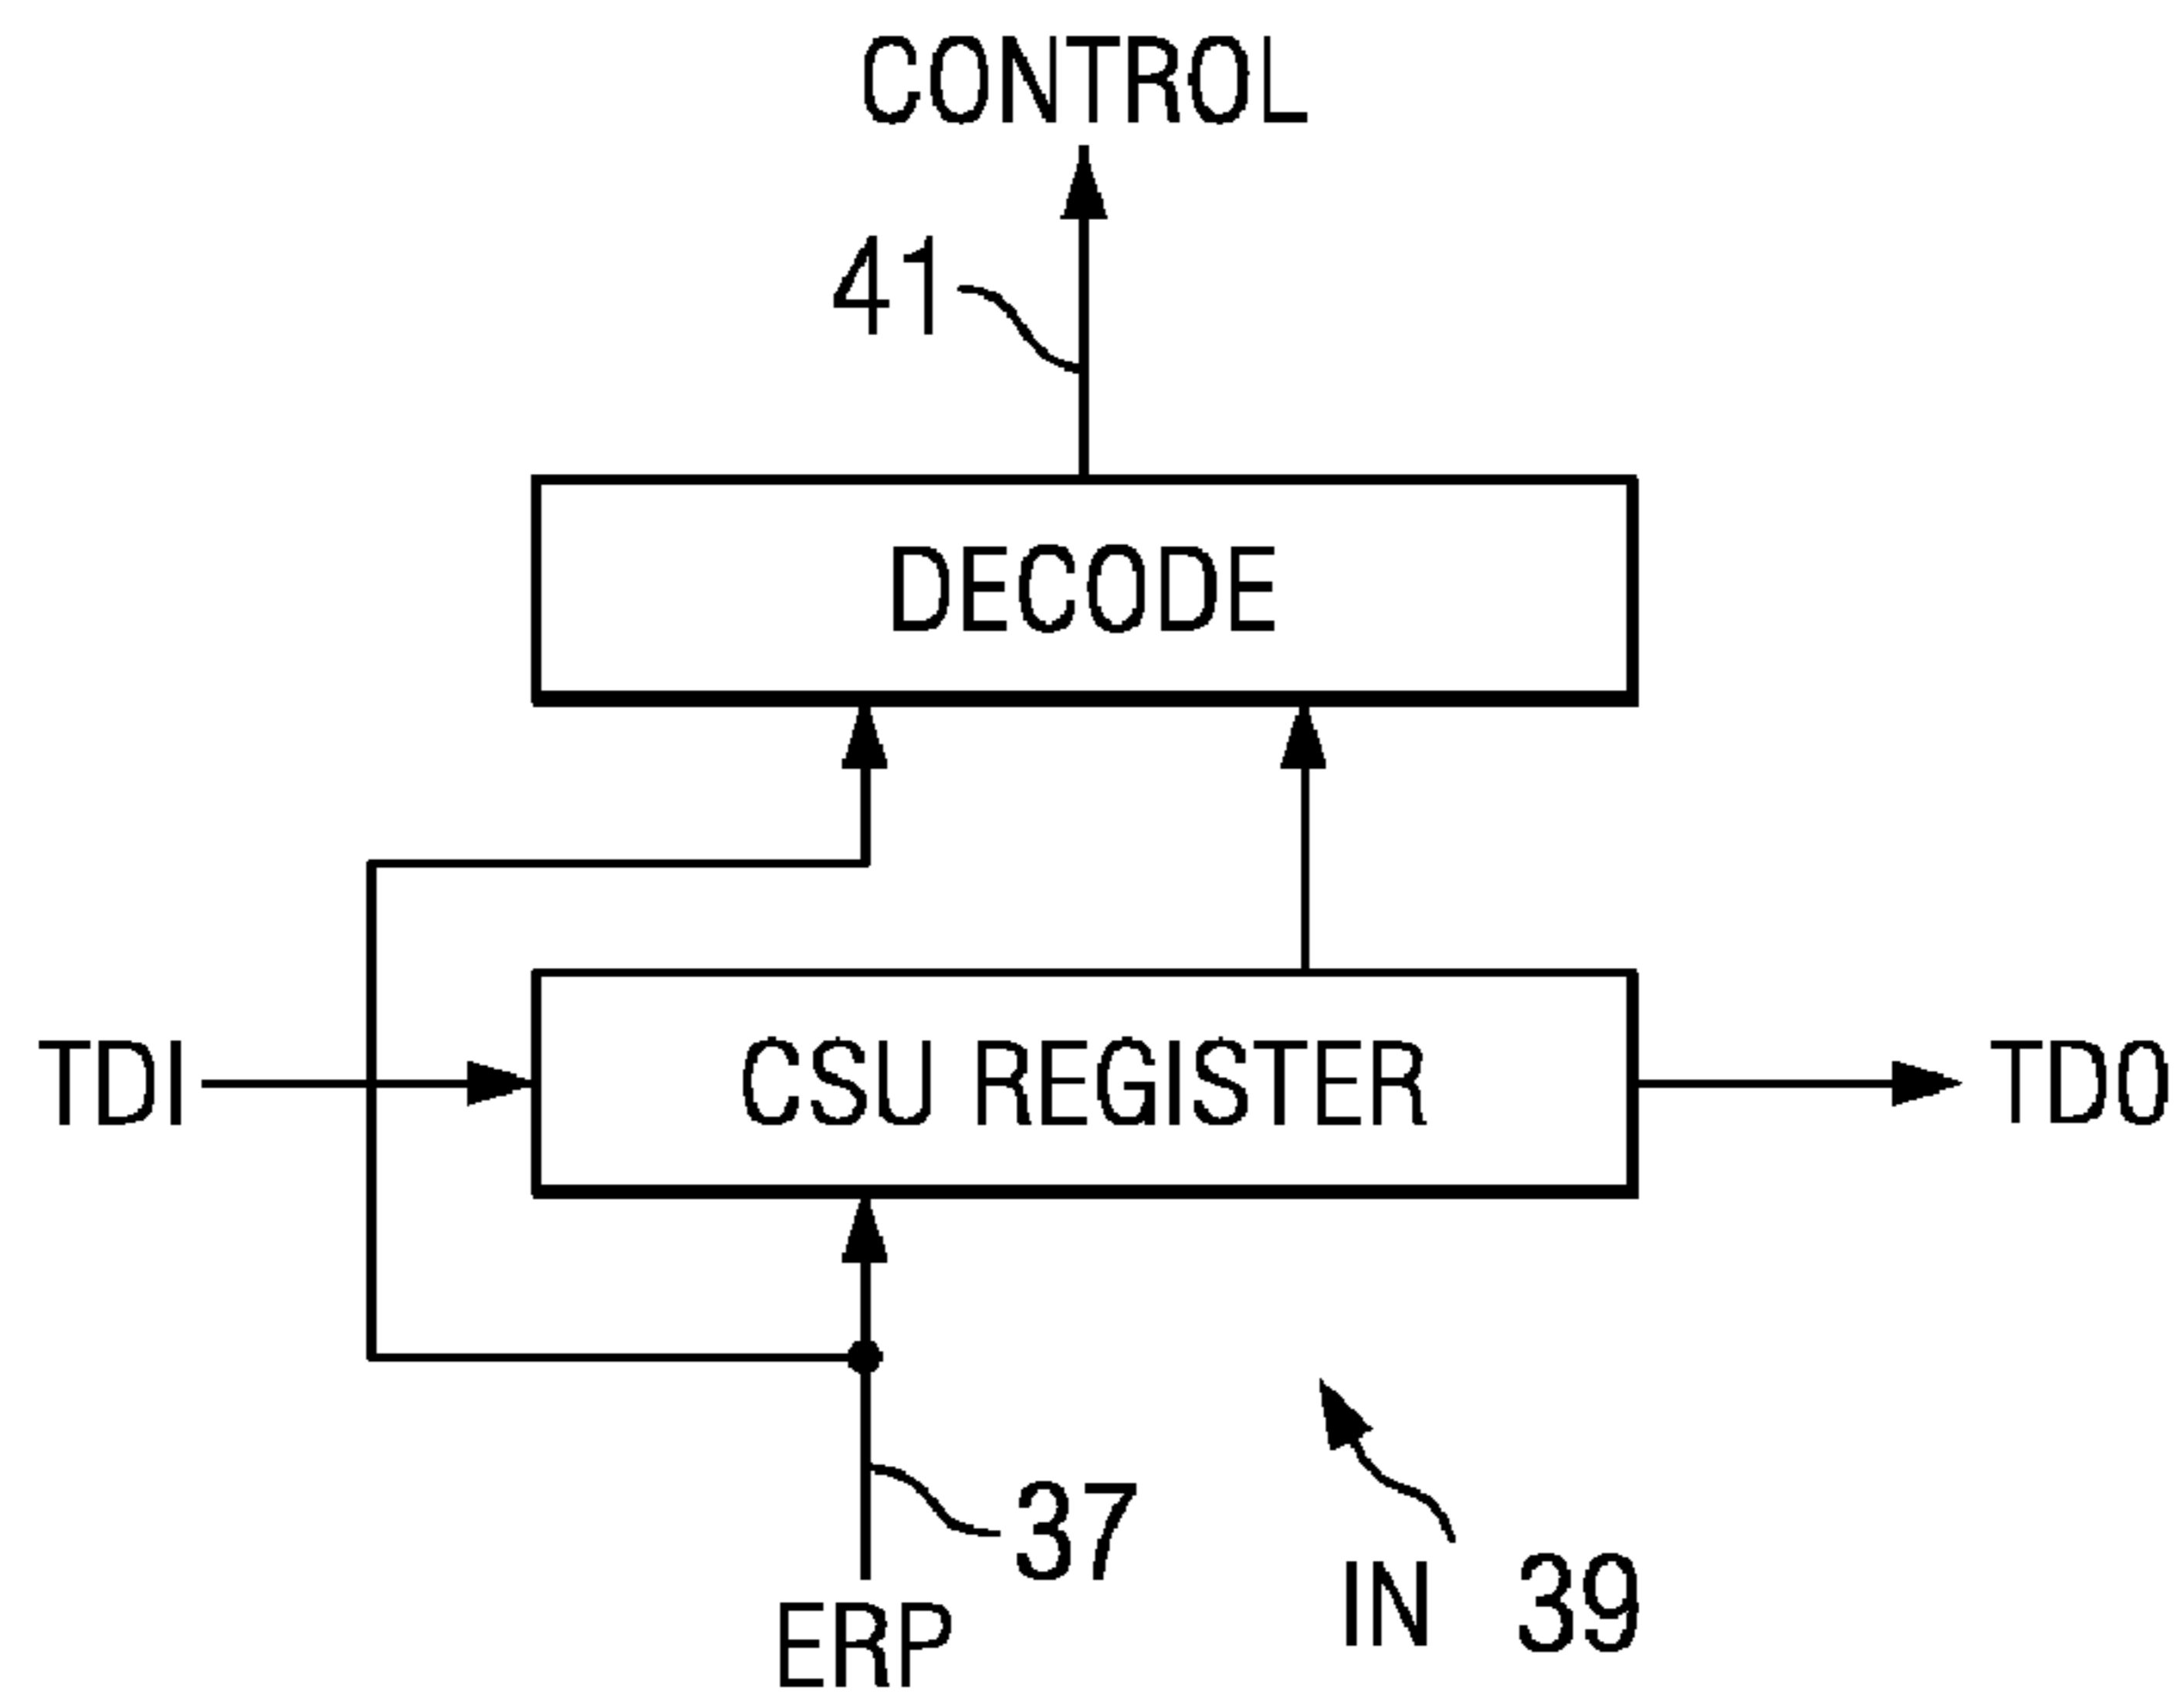 CONTROL
41
DECODE
TDI
CSU REGISTER
TDO
37
ERP
IN 39